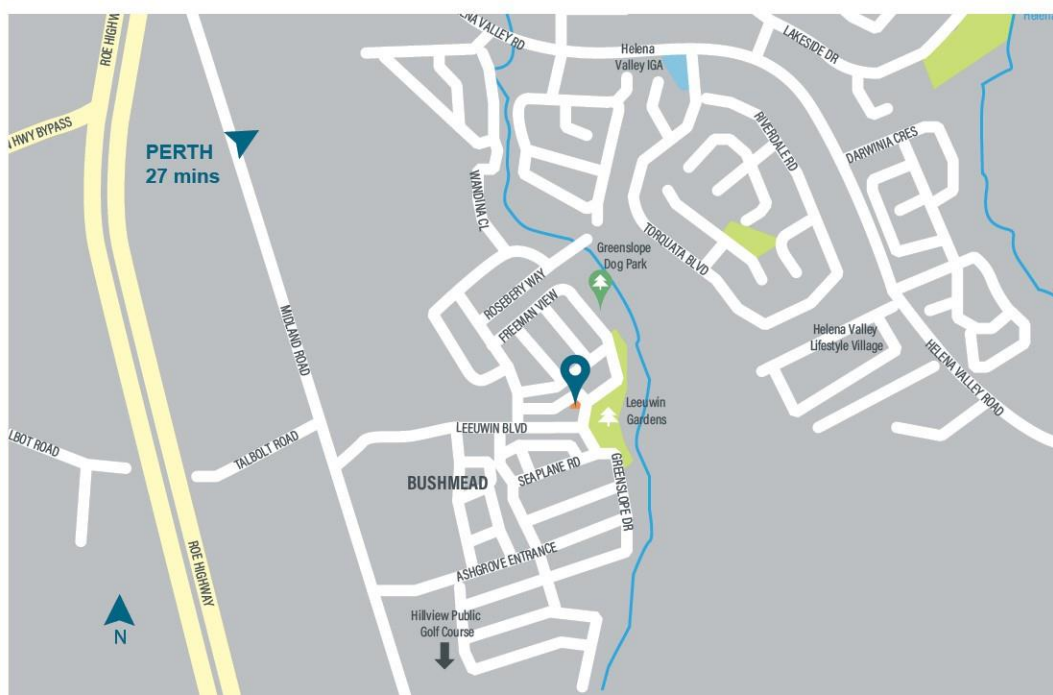 ROE HIGHW
ENA VALLEY RD
LAKESIDE DR
Helena
Helena
Valley IGA
N HWY BYPASS
PERTH
27 mins
RIVERDALE RD
DARWINIA CRES
WANDINA CL
TORQUATA BLVD
Greenslope
Dog Park
ROSEBERY WAY
FREEMAN VIEW
MIDLAND ROAD
Helena Valley
Lifestyle Village
HELENA VALLEY ROAD
Leeuwin
Gardens
LEEUWIN BLVD
LBOT ROAD
TALBOLT ROAD
BUSHMEAD
SEAPLANE RD
GREENSLOPE DR
ROE HIGHWAY
ASHGROVE ENTRANCE
Hillview Public
Golf Course
N